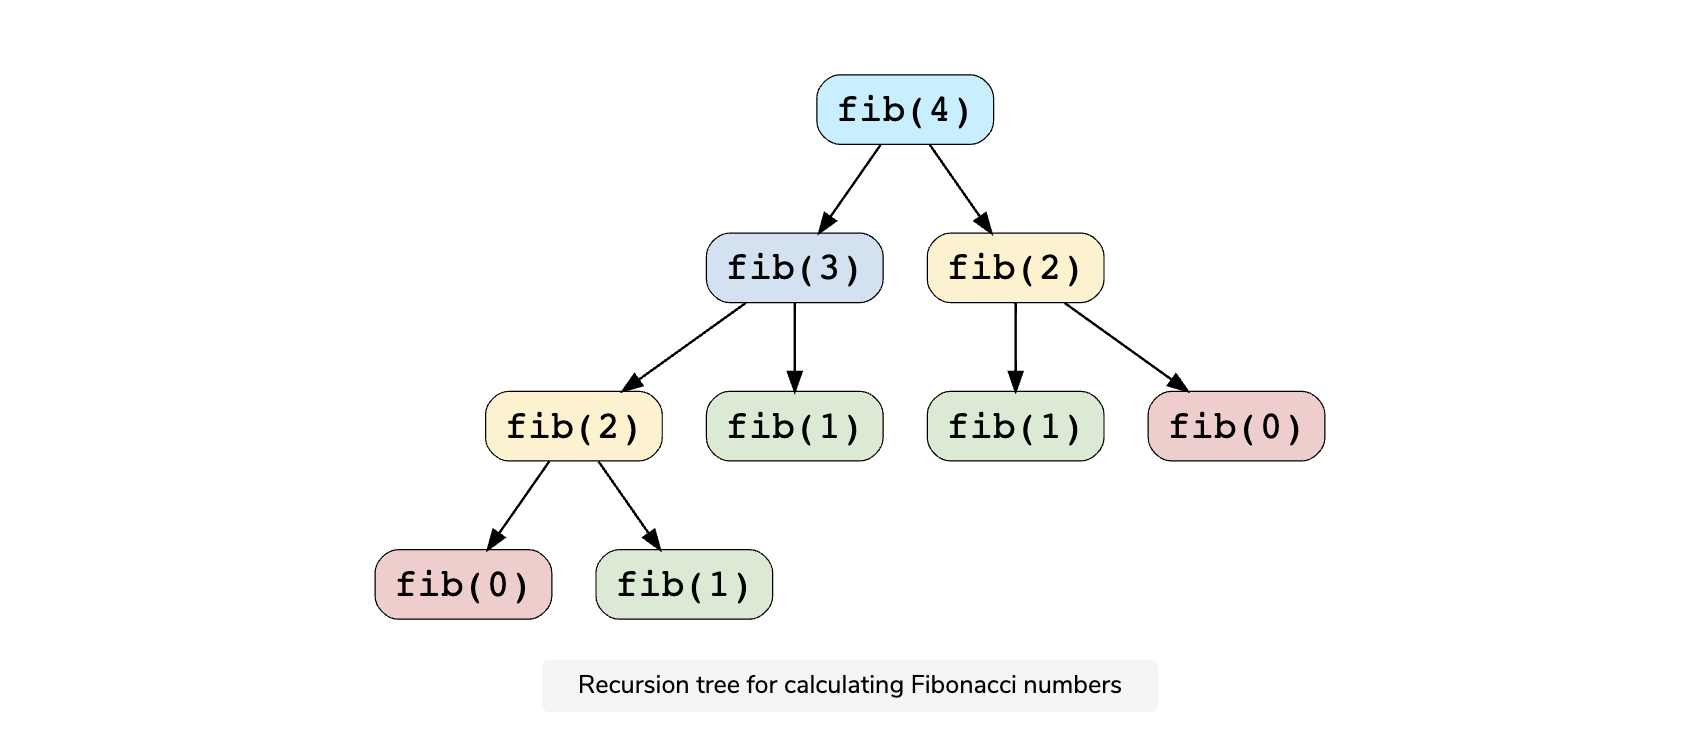 fib(4)
fib(3) fib(2)
fib(2) fib(1) fib(1) fib(0)
fib(0) fib(1)
Recursion tree for calculating Fibonacci numbers